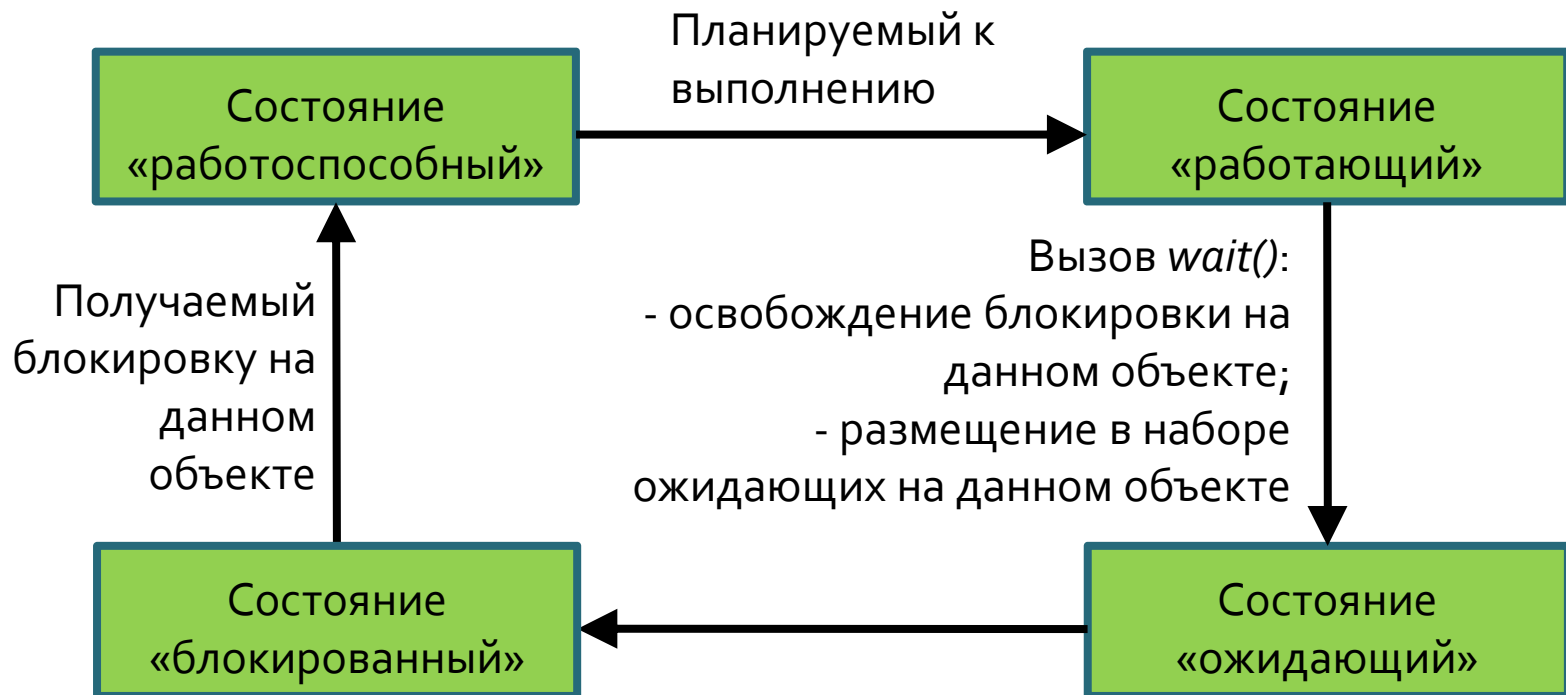 Планируемый к
выполнению
Состояние
«работоспособный»
Состояние
«работающий»
Получаемый
блокировку на
данном
объекте
Вызов wait():
- освобождение блокировки на
данном объекте;
- размещение в наборе
ожидающих на данном объекте
Состояние
«блокированный»
Состояние
«ожидающий»